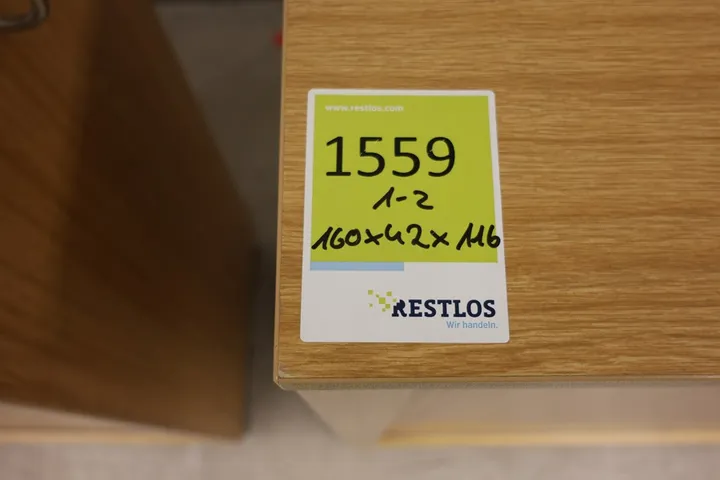 www.restlos.com
1559
1-2
160x42x116
RESTLOS
Wir handeln.